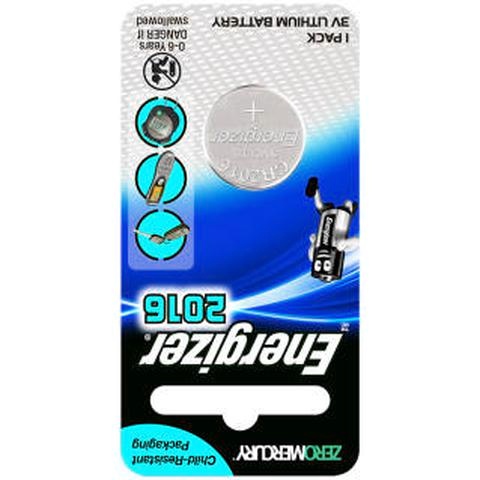 ZEROMERCURY
Child-Resistant
Packaging
Energizer
2016
Energizer
CR2016
Energizer
+
0-6 Years
DANGER if
swallowed
1 PACK
3V LITHIUM BATTERY